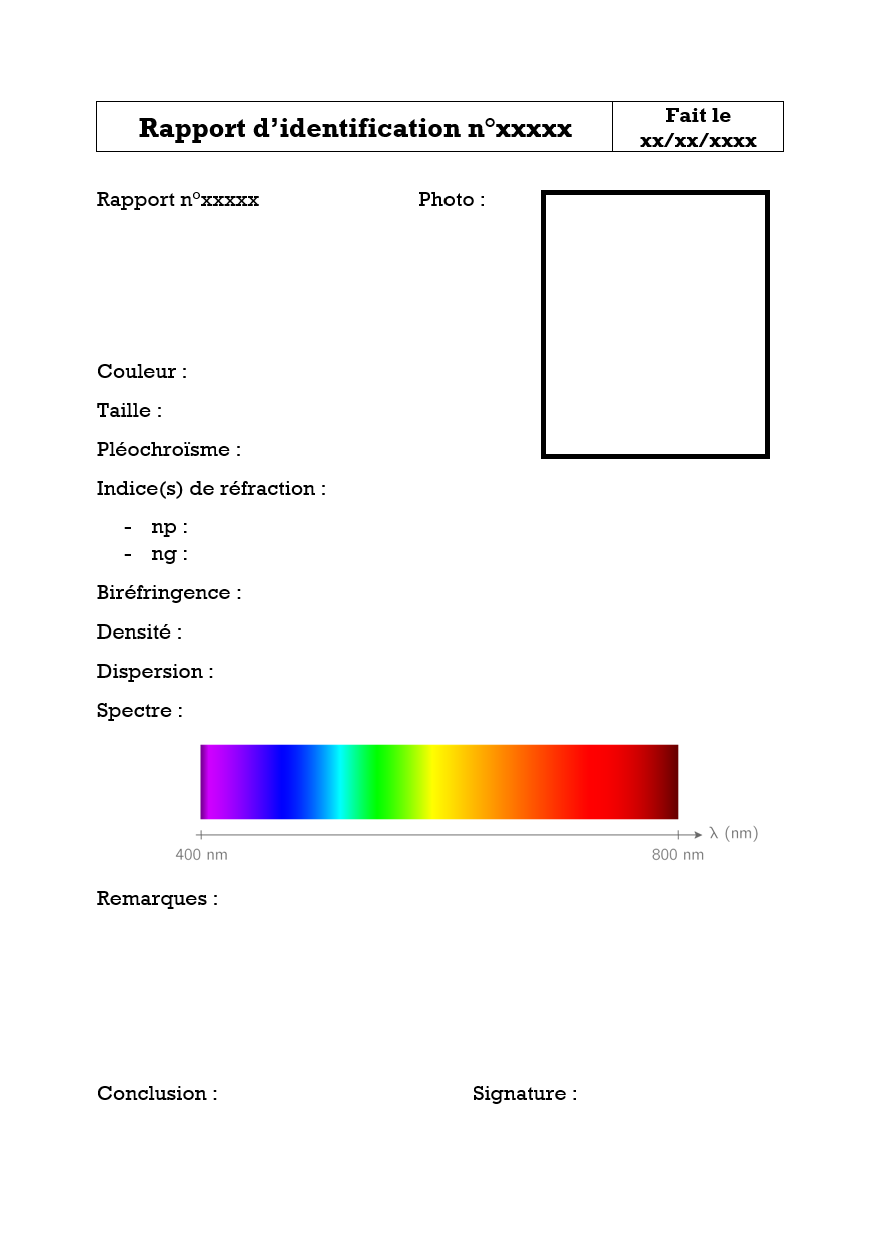 Rapport d’identification n°xxxxx
Fait le
xx/xx/xxxx
Rapport n°xxxxx
Photo :
Couleur :
Taille :
Pléochroïsme :
Indice(s) de réfraction :
- np :
- ng :
Biréfringence :
Densité :
Dispersion :
Spectre :
λ (nm)
400 nm
800 nm
Remarques :
Conclusion :
Signature :